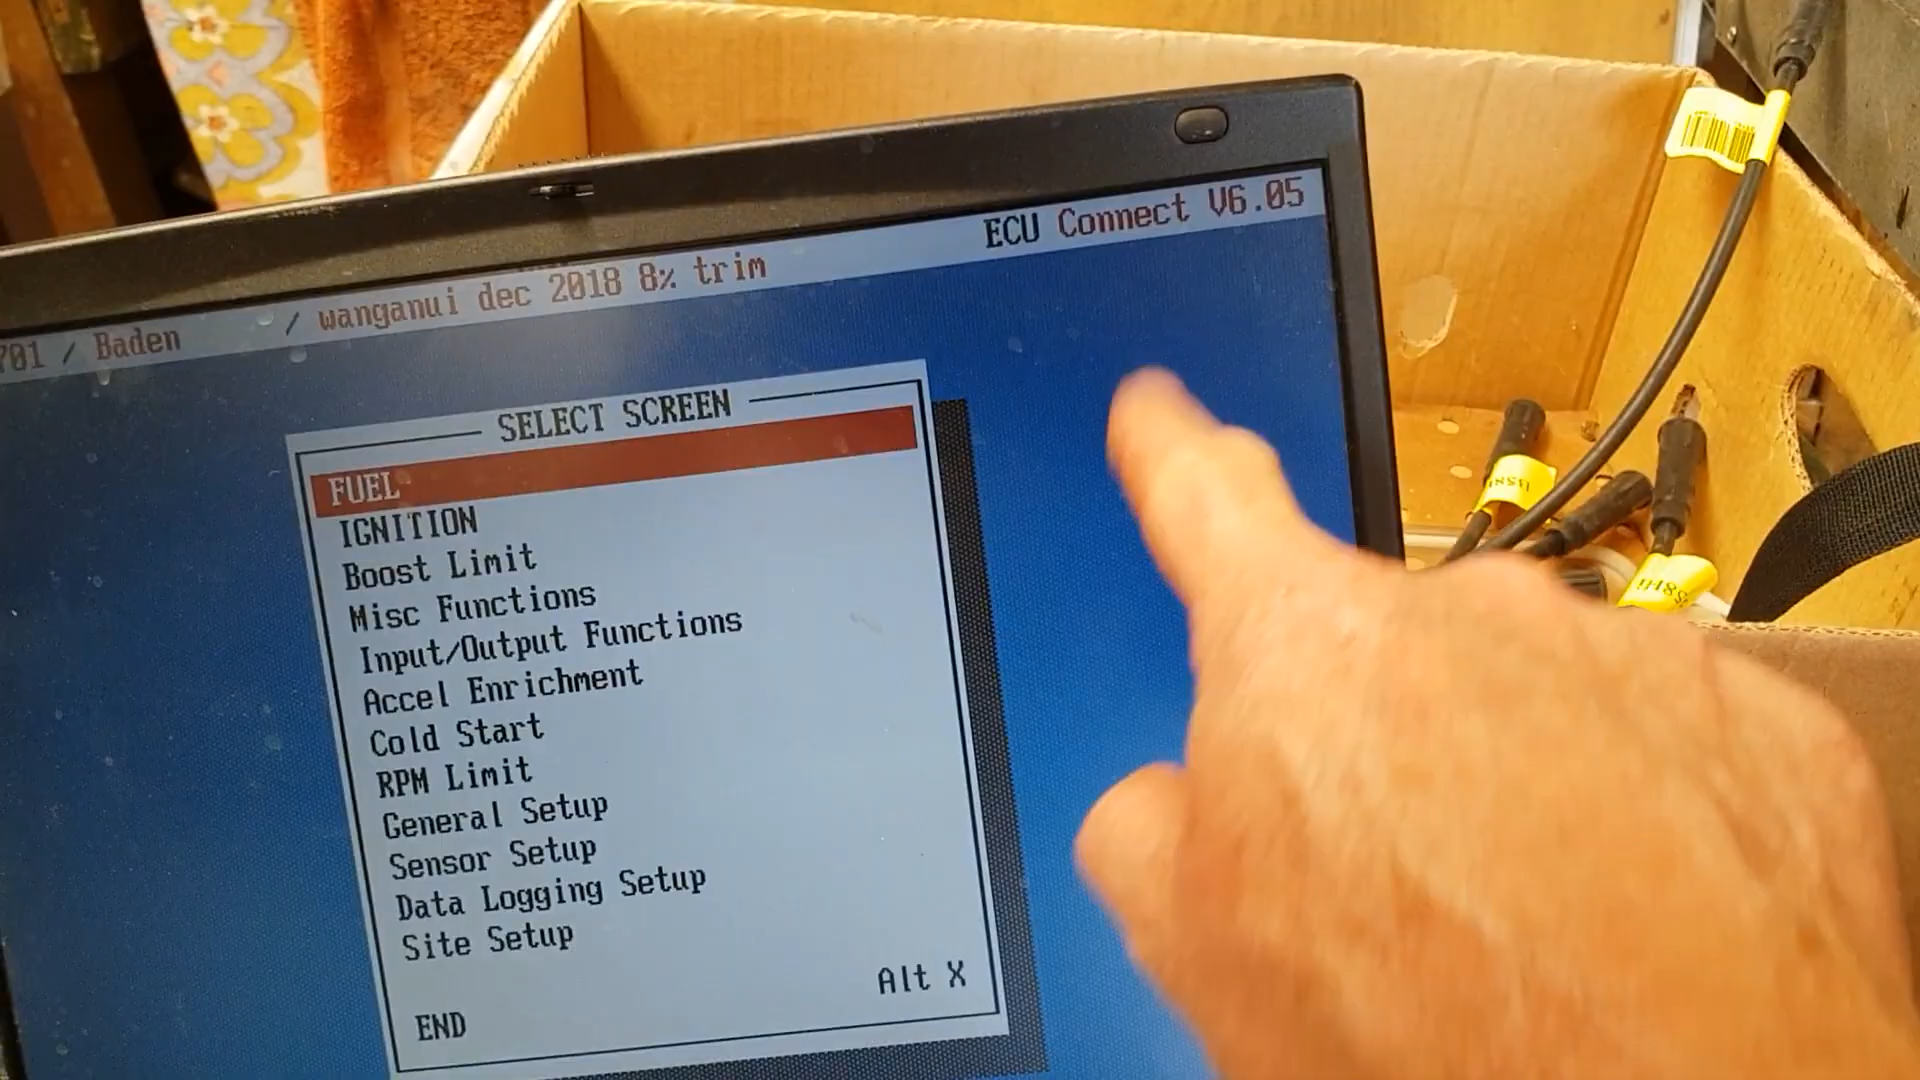 ECU Connect V6.05
701 / Baden / wanganui dec 2018 8% trim
SELECT SCREEN
FUEL
IGNITION
Boost Limit
Misc Functions
Input/Output Functions
Accel Enrichment
Cold Start
RPM Limit
General Setup
Sensor Setup
Data Logging Setup
Site Setup
Alt X
END